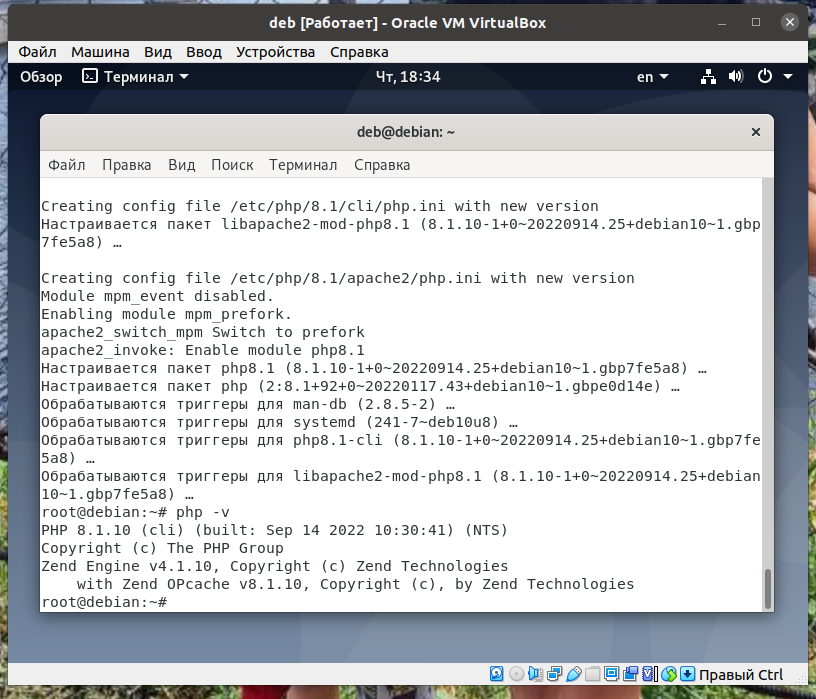 deb [Работает] - Oracle VM VirtualBox
Файл Машина Вид Ввод Устройства Справка
Обзор Терминал Чт, 18:34 en
deb@debian: ~
Файл Правка Вид Поиск Терминал Справка
Creating config file /etc/php/8.1/cli/php.ini with new version
Настраивается пакет libapache2-mod-php8.1 (8.1.10-1+0~20220914.25+debian10~1.gbp
7fe5a8) …
Creating config file /etc/php/8.1/apache2/php.ini with new version
Module mpm_event disabled.
Enabling module mpm_prefork.
apache2_switch_mpm Switch to prefork
apache2_invoke: Enable module php8.1
Настраивается пакет php8.1 (8.1.10-1+0~20220914.25+debian10~1.gbp7fe5a8) …
Настраивается пакет php (2:8.1+92+0~20220117.43+debian10~1.gbpe0d14e) …
Обрабатываются триггеры для man-db (2.8.5-2) …
Обрабатываются триггеры для systemd (241-7~deb10u8) …
Обрабатываются триггеры для php8.1-cli (8.1.10-1+0~20220914.25+debian10~1.gbp7fe
5a8) …
Обрабатываются триггеры для libapache2-mod-php8.1 (8.1.10-1+0~20220914.25+debian
10~1.gbp7fe5a8) …
root@debian:~# php -v
PHP 8.1.10 (cli) (built: Sep 14 2022 10:30:41) (NTS)
Copyright (c) The PHP Group
Zend Engine v4.1.10, Copyright (c) Zend Technologies
    with Zend OPcache v8.1.10, Copyright (c), by Zend Technologies
root@debian:~#
Правый Ctrl